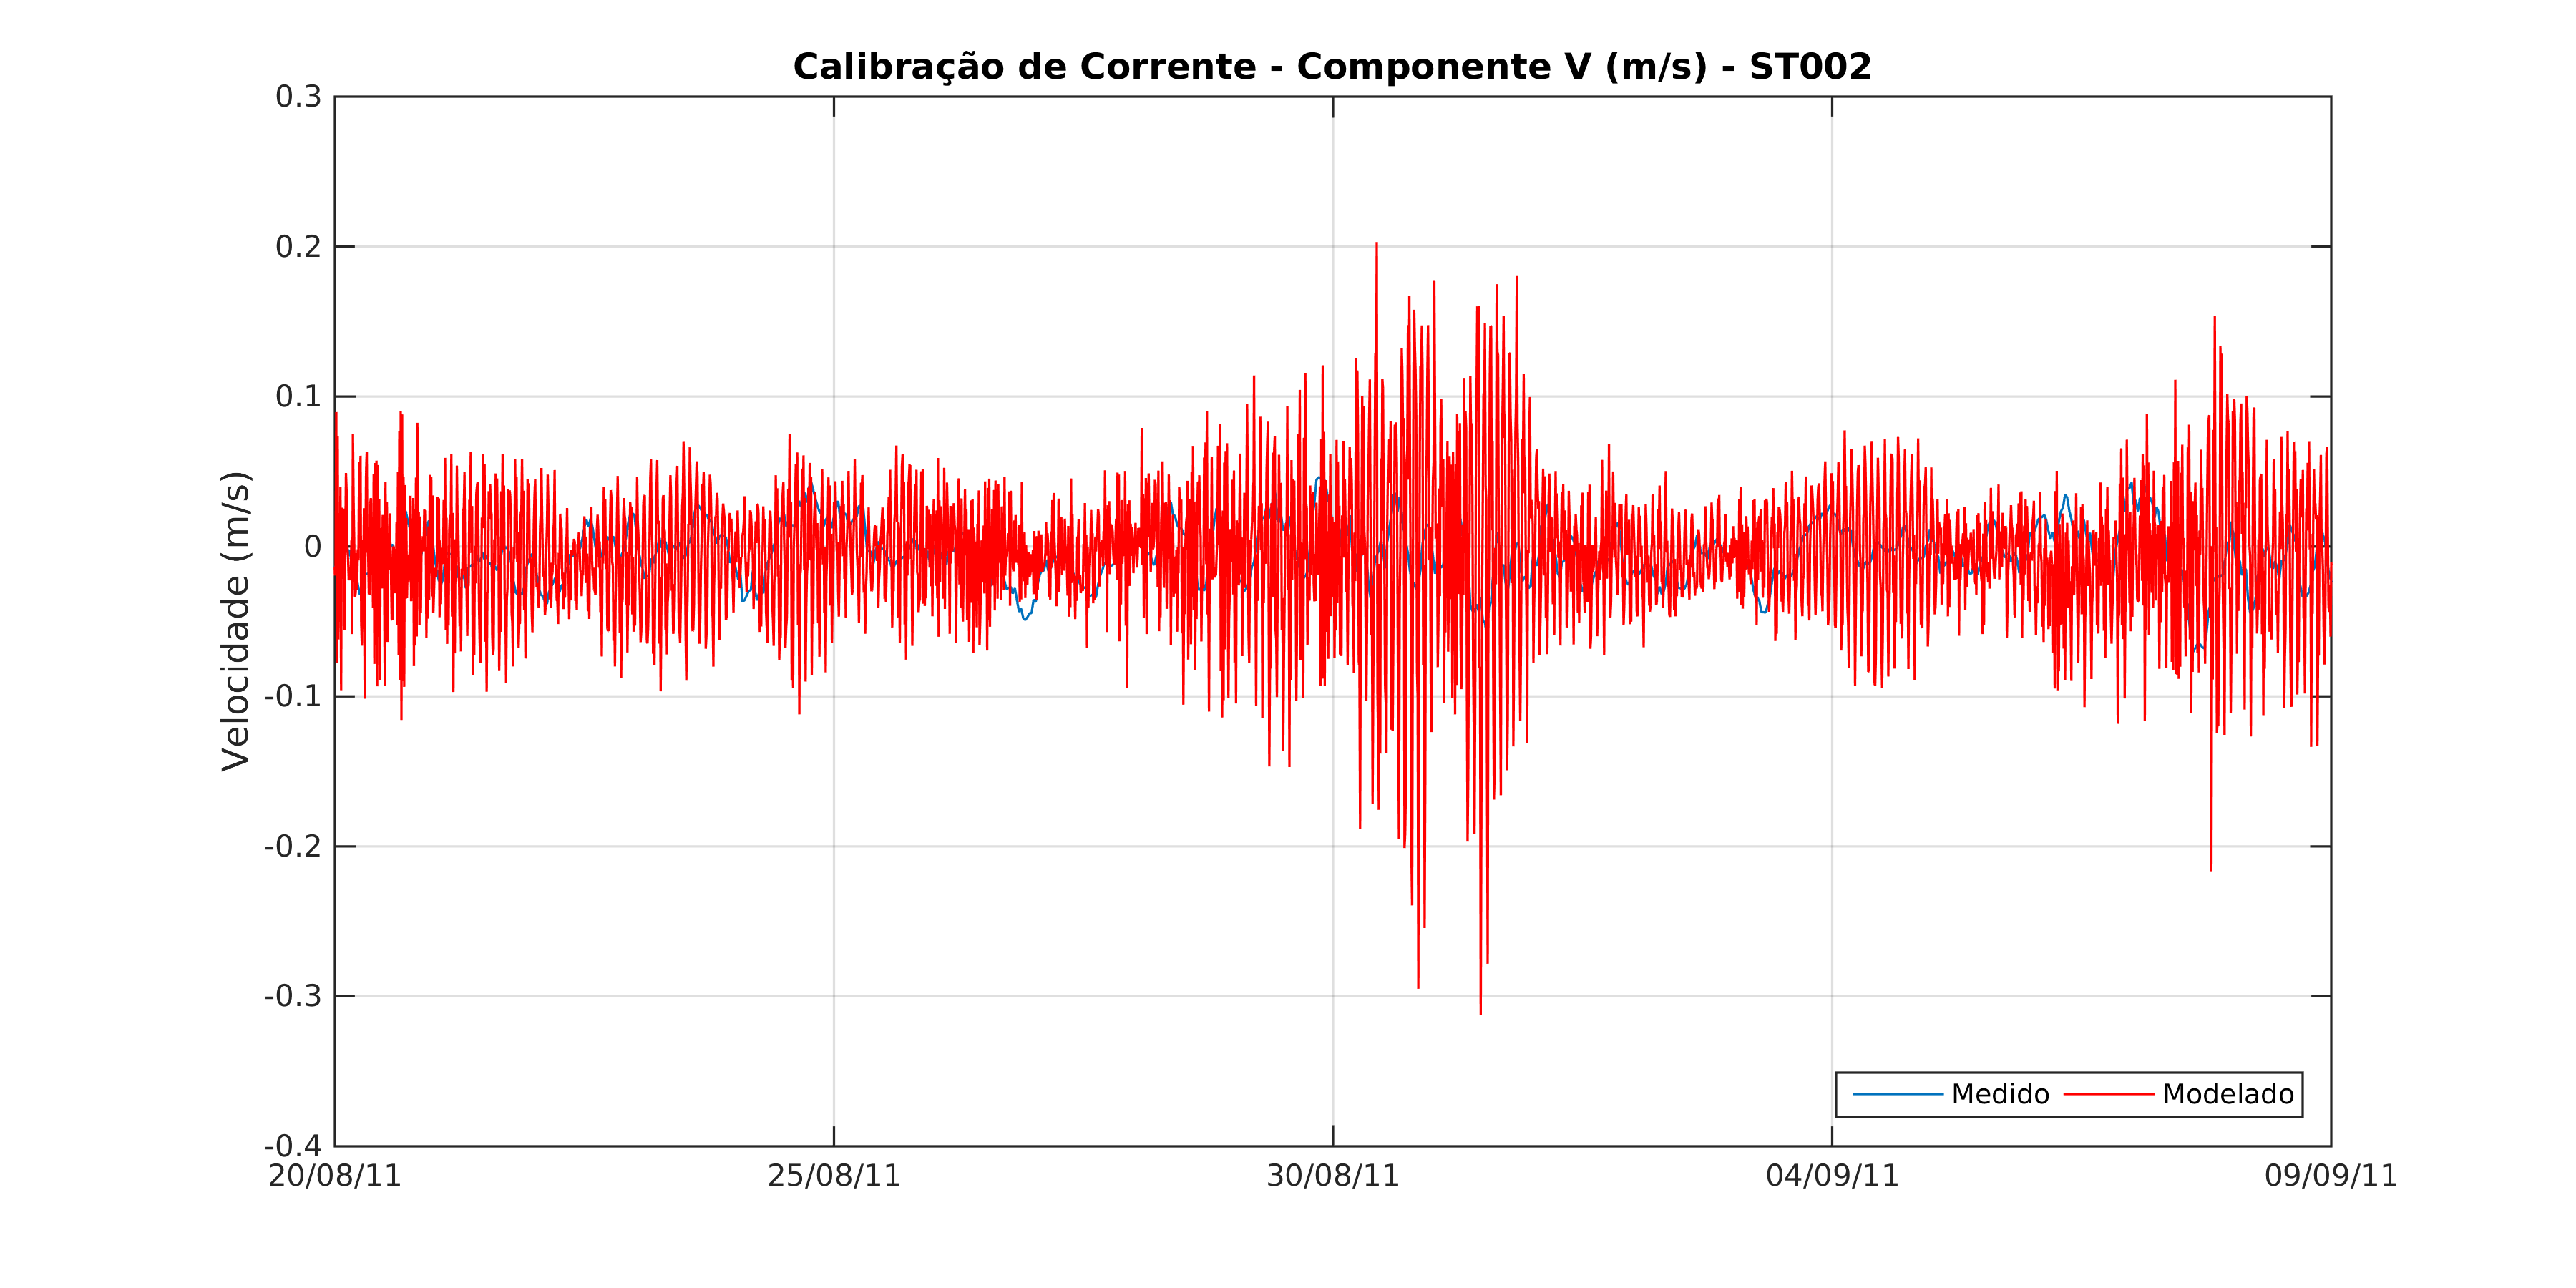 Calibração de Corrente - Componente V (m/s) - ST002
Velocidade (m/s)
0.3
0.2
0.1
0
-0.1
-0.2
-0.3
-0.4
20/08/11 25/08/11 30/08/11 04/09/11 09/09/11
Medido Modelado